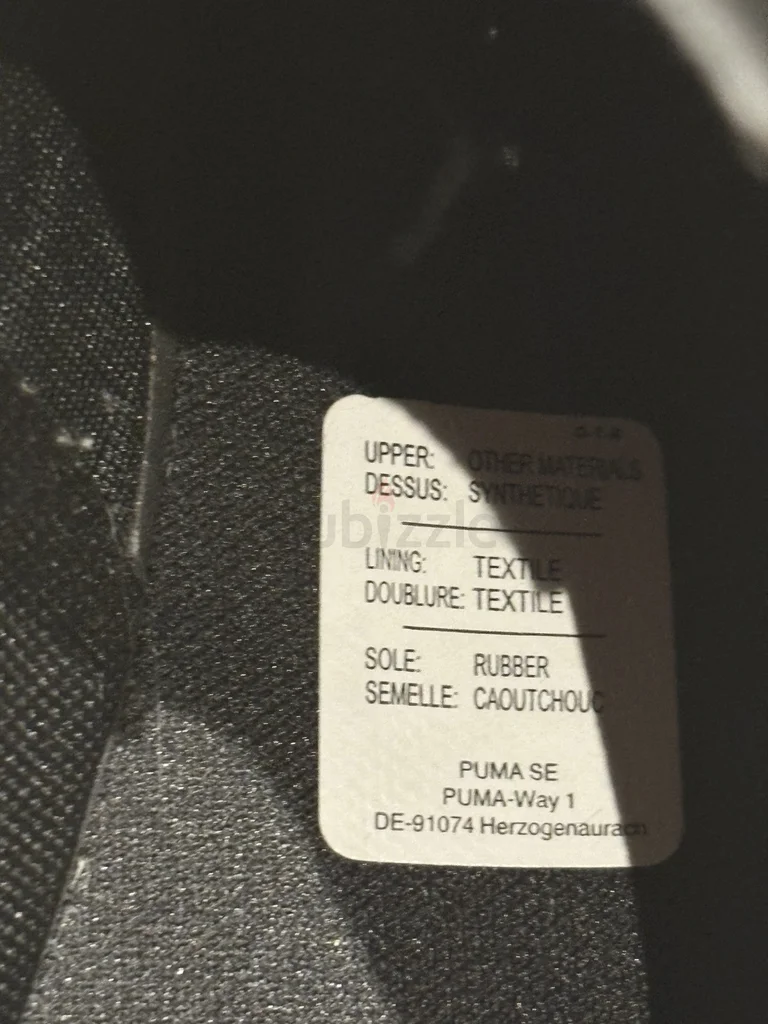 UPPER: OTHER MATERIALS
DESSUS: SYNTHETIQUE
LINING: TEXTILE
DOUBLURE: TEXTILE
SOLE: RUBBER
SEMELLE: CAOUTCHOUC
PUMA SE
PUMA-Way 1
DE-91074 Herzogenaurach